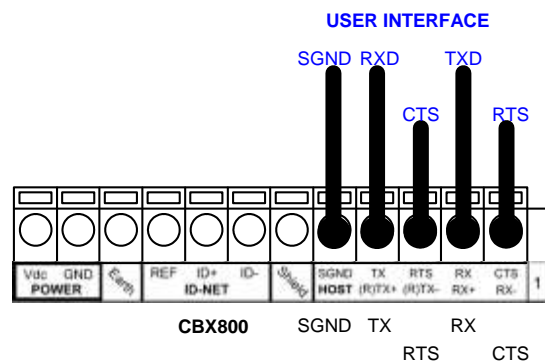 USER INTERFACE
SGND RXD TXD
CTS RTS
Vdc GND Earth REF ID+ ID- Shield SGND TX RTS RX CTS
POWER ID-NET HOST (R)TX+ (R)TX- RX+ RX- 1
CBX800 SGND TX RX
RTS CTS